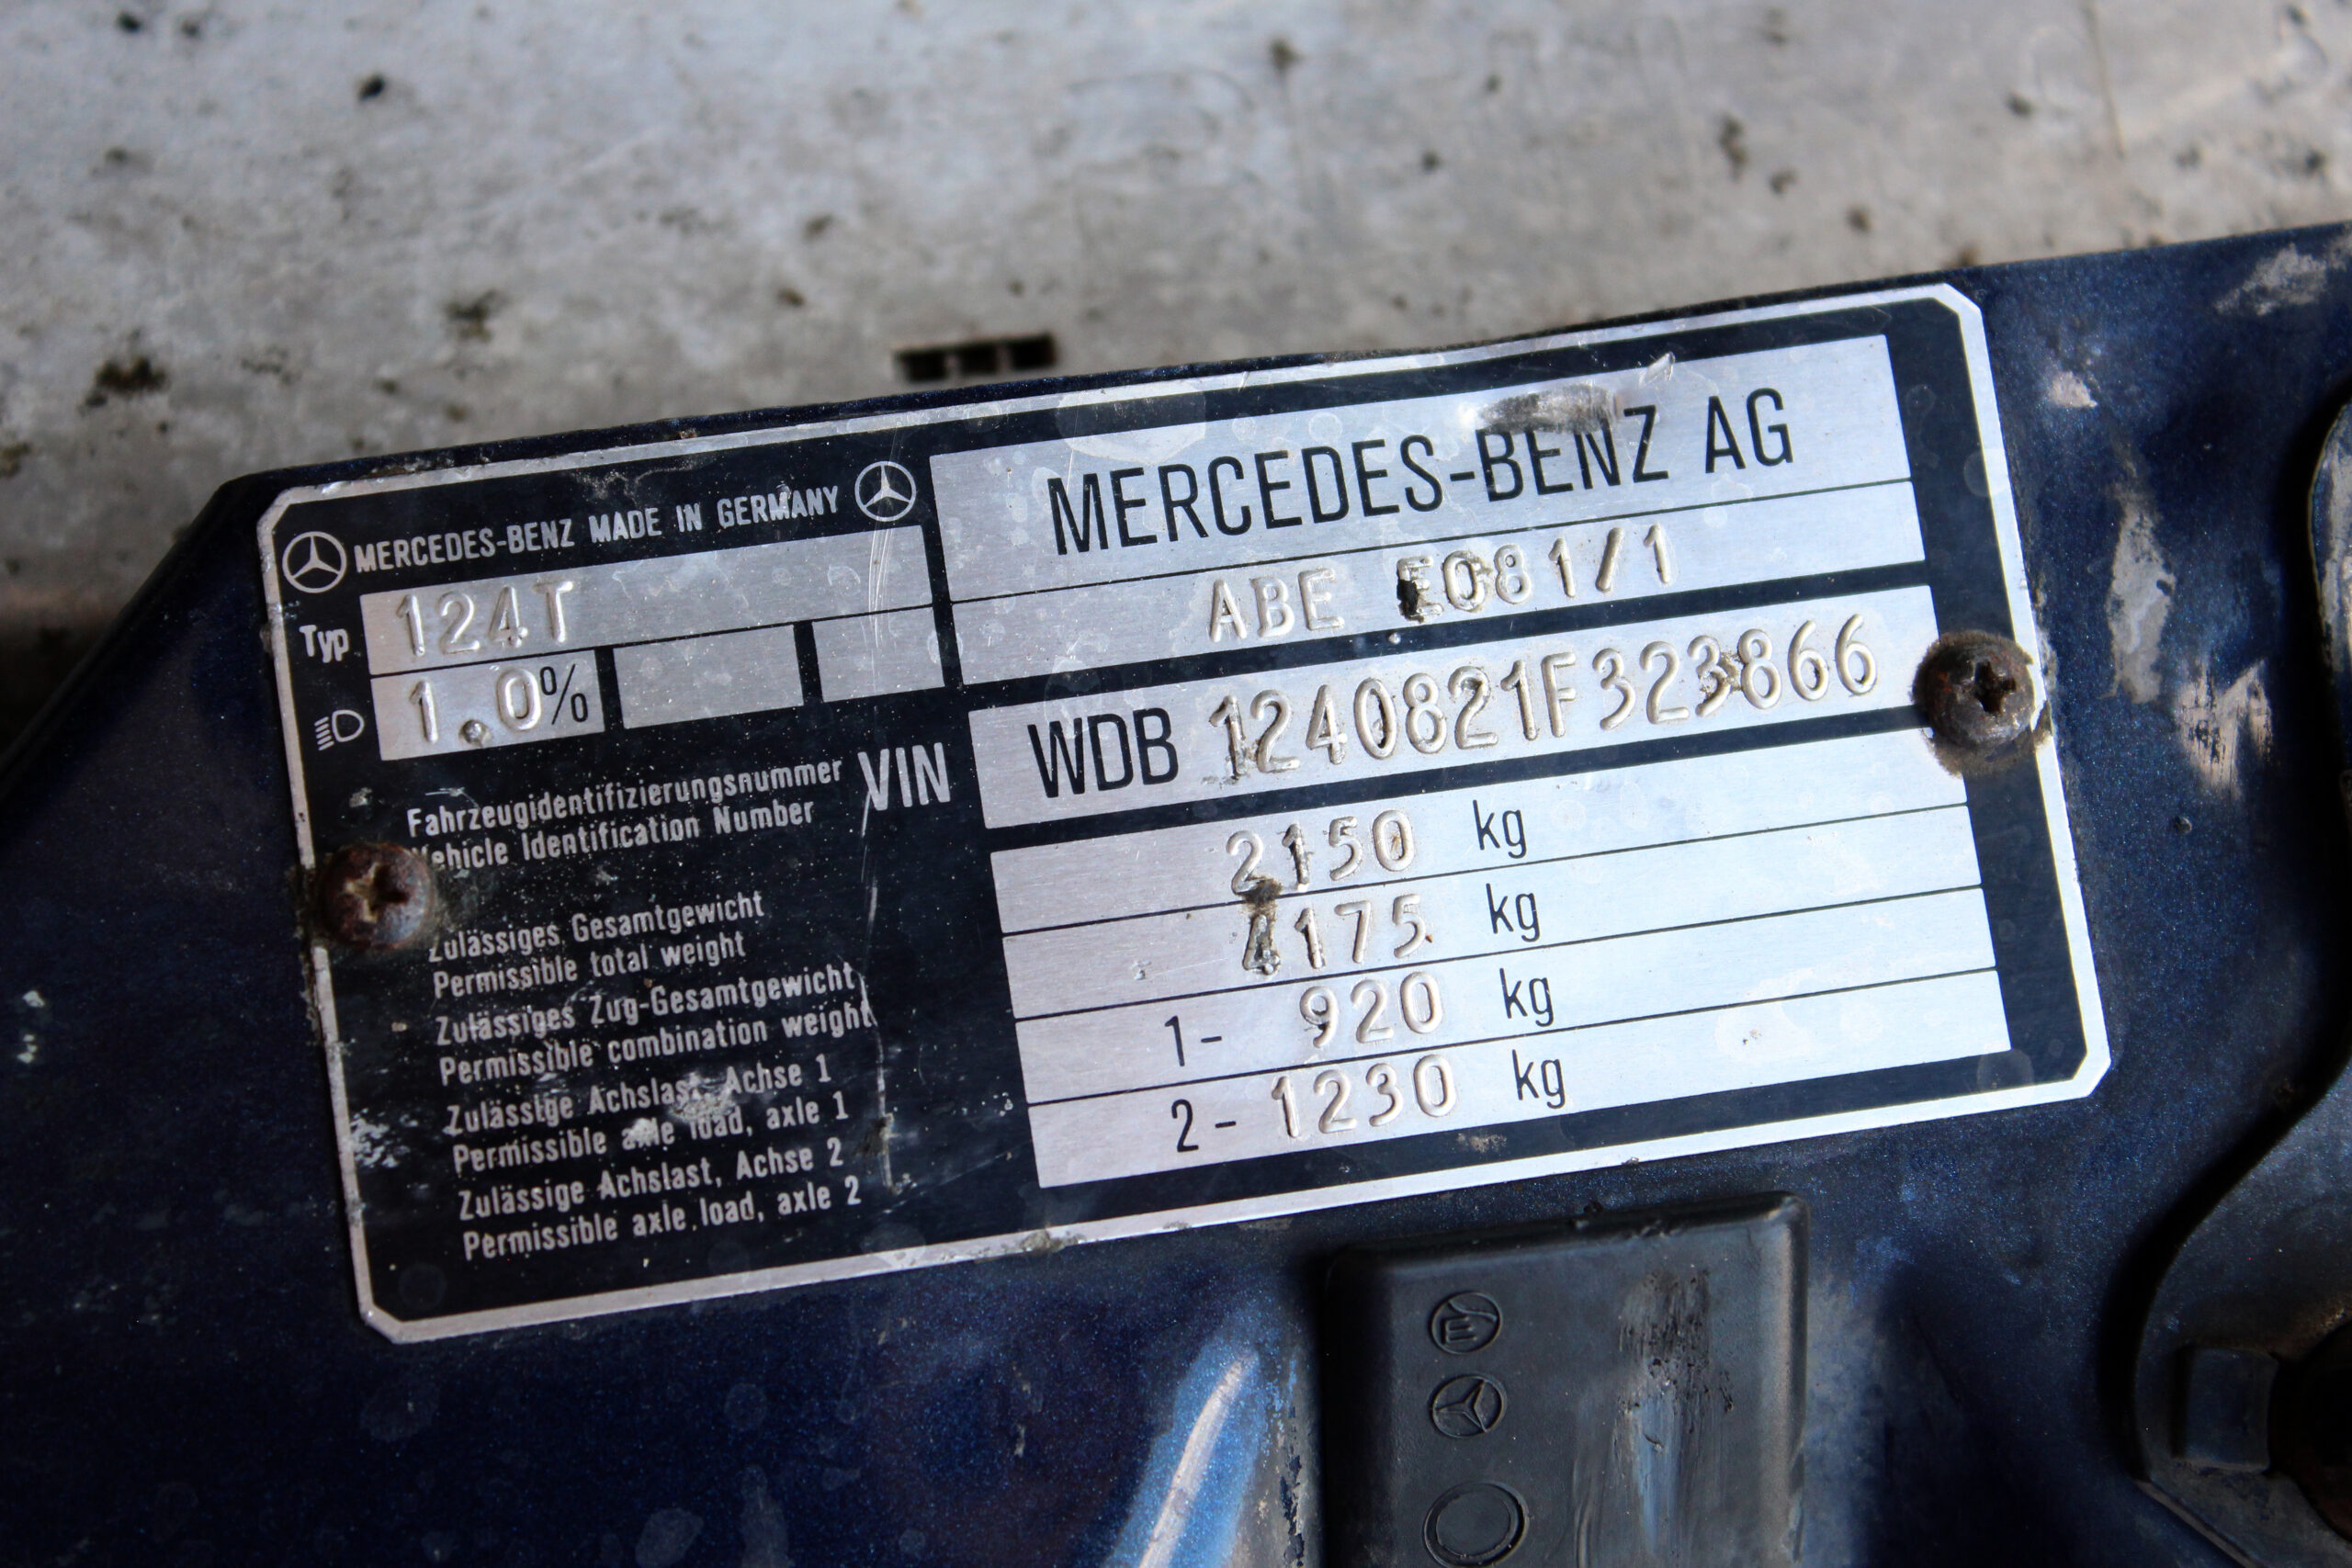 MERCEDES-BENZ MADE IN GERMANY
Typ 124T
1.0%
MERCEDES-BENZ AG
ABE E081/1
Fahrzeugidentifizierungsnummer
Vehicle Identification Number
VIN WDB 1240821F323866
Zulässiges Gesamtgewicht
Permissible total weight
2150 kg
Zulässiges Zug-Gesamtgewicht
Permissible combination weight
4175 kg
Zulässige Achslast, Achse 1
Permissible axle load, axle 1
1- 920 kg
Zulässige Achslast, Achse 2
Permissible axle load, axle 2
2- 1230 kg